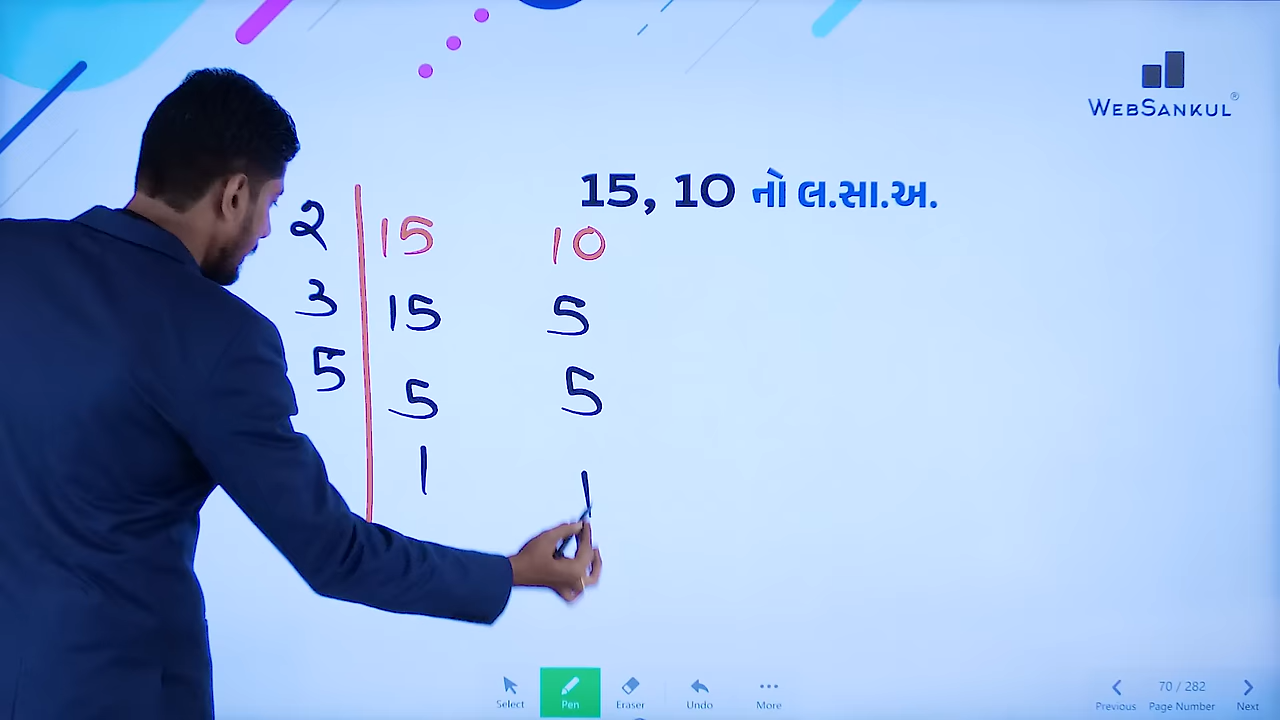 WEBSANKUL®
15, 10 નો લ.સા.અ.
2 15 10
3 15 5
5 5 5
1 1
Select Pen Eraser Undo More
Previous 70 / 282 Page Number Next